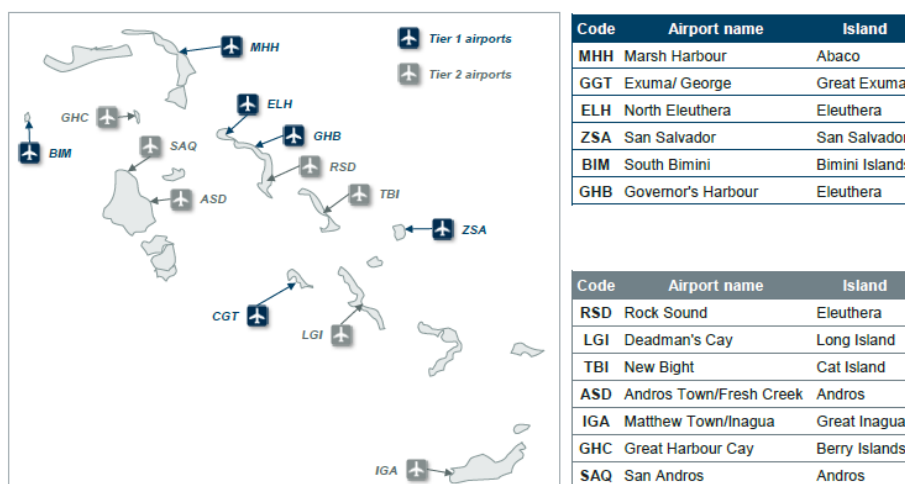 MHH
Tier 1 airports
Tier 2 airports
ELH
GHC
GHB
SAQ
BIM
RSD
TBI
ASD
ZSA
CGT
LGI
IGA
Code Airport name Island
MHH Marsh Harbour Abaco
GGT Exuma/ George Great Exuma
ELH North Eleuthera Eleuthera
ZSA San Salvador San Salvador
BIM South Bimini Bimini Islands
GHB Governor's Harbour Eleuthera
Code Airport name Island
RSD Rock Sound Eleuthera
LGI Deadman's Cay Long Island
TBI New Bight Cat Island
ASD Andros Town/Fresh Creek Andros
IGA Matthew Town/Inagua Great Inagua
GHC Great Harbour Cay Berry Islands
SAQ San Andros Andros